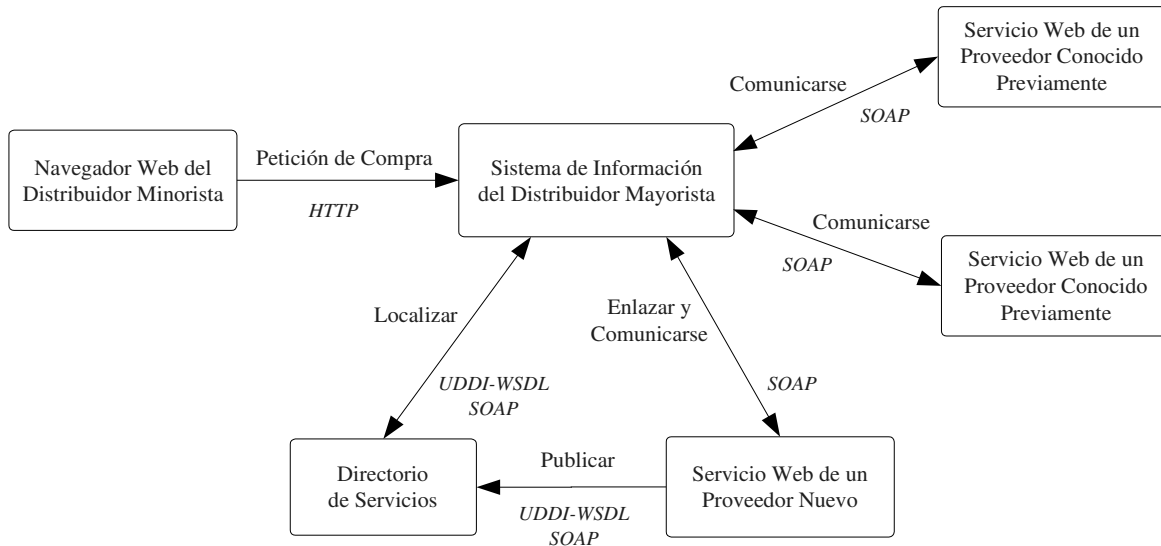 Servicio Web de un
Proveedor Conocido
Previamente
Comunicarse
SOAP
Navegador Web del
Distribuidor Minorista
Petición de Compra
HTTP
Sistema de Información
del Distribuidor Mayorista
Comunicarse
SOAP
Servicio Web de un
Proveedor Conocido
Previamente
Localizar
UDDI-WSDL
SOAP
Enlazar y
Comunicarse
SOAP
Directorio
de Servicios
Publicar
UDDI-WSDL
SOAP
Servicio Web de un
Proveedor Nuevo